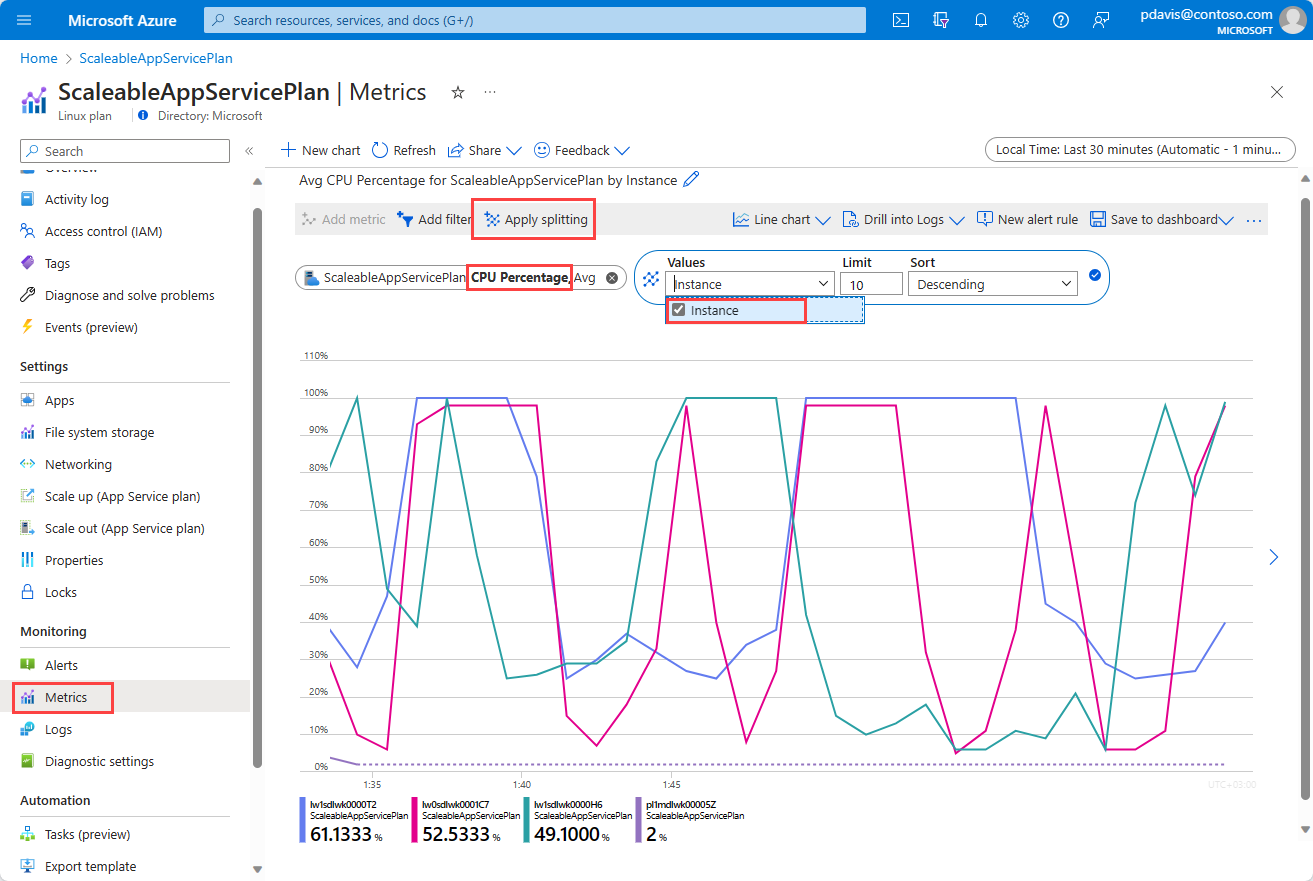 Microsoft Azure
Search resources, services, and docs (G+/)
pdavis@contoso.com
MICROSOFT
Home > ScaleableAppServicePlan
ScaleableAppServicePlan | Metrics
Linux plan
Directory: Microsoft
Search
Overview
Activity log
Access control (IAM)
Tags
Diagnose and solve problems
Events (preview)
Settings
Apps
File system storage
Networking
Scale up (App Service plan)
Scale out (App Service plan)
Properties
Locks
Monitoring
Alerts
Metrics
Logs
Diagnostic settings
Automation
Tasks (preview)
Export template
New chart
Refresh
Share
Feedback
Local Time: Last 30 minutes (Automatic - 1 minu...
Avg CPU Percentage for ScaleableAppServicePlan by Instance
Add metric
Add filter
Apply splitting
Line chart
Drill into Logs
New alert rule
Save to dashboard
ScaleableAppServicePlan CPU Percentage, Avg
Values
Limit
Sort
Instance
10
Descending
Instance
110%
100%
90%
80%
70%
60%
50%
40%
30%
20%
10%
0%
1:35
1:40
1:45
UTC+03:00
lw1sdlwk0000T2
ScaleableAppServicePlan
61.1333 %
lw0sdlwk0001C7
ScaleableAppServicePlan
52.5333 %
lw1sdlwk0000H6
ScaleableAppServicePlan
49.1000 %
pl1mdlwk00005Z
ScaleableAppServicePlan
2 %